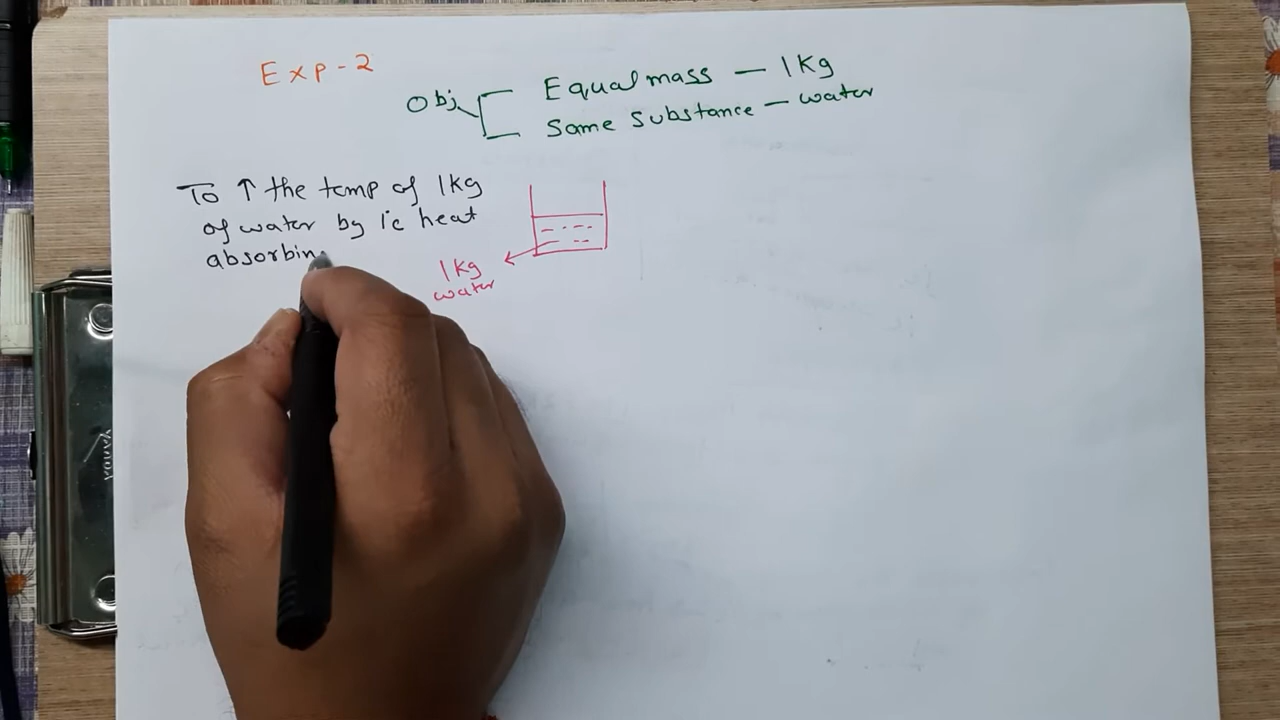 Exp-2
Obj
Equal mass — 1Kg
Same Substance — water
To ↑ the temp of 1Kg
of water by 1°c heat
absorbing
1Kg
water